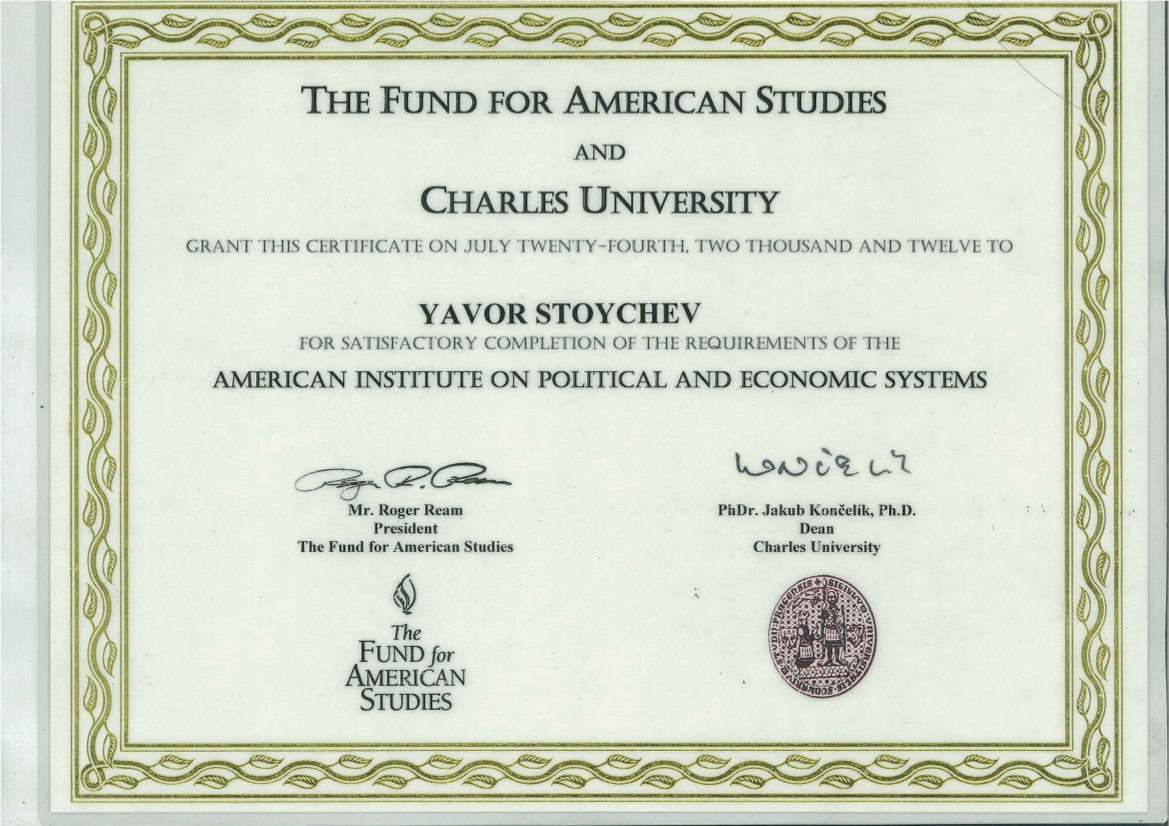 THE FUND FOR AMERICAN STUDIES
AND
CHARLES UNIVERSITY
GRANT THIS CERTIFICATE ON JULY TWENTY-FOURTH, TWO THOUSAND AND TWELVE TO
YAVOR STOYCHEV
FOR SATISFACTORY COMPLETION OF THE REQUIREMENTS OF THE
AMERICAN INSTITUTE ON POLITICAL AND ECONOMIC SYSTEMS
Roger R. Ream
Mr. Roger Ream
President
The Fund for American Studies
PhDr. Jakub Končelík, Ph.D.
Dean
Charles University
The
FUND for
AMERICAN
STUDIES